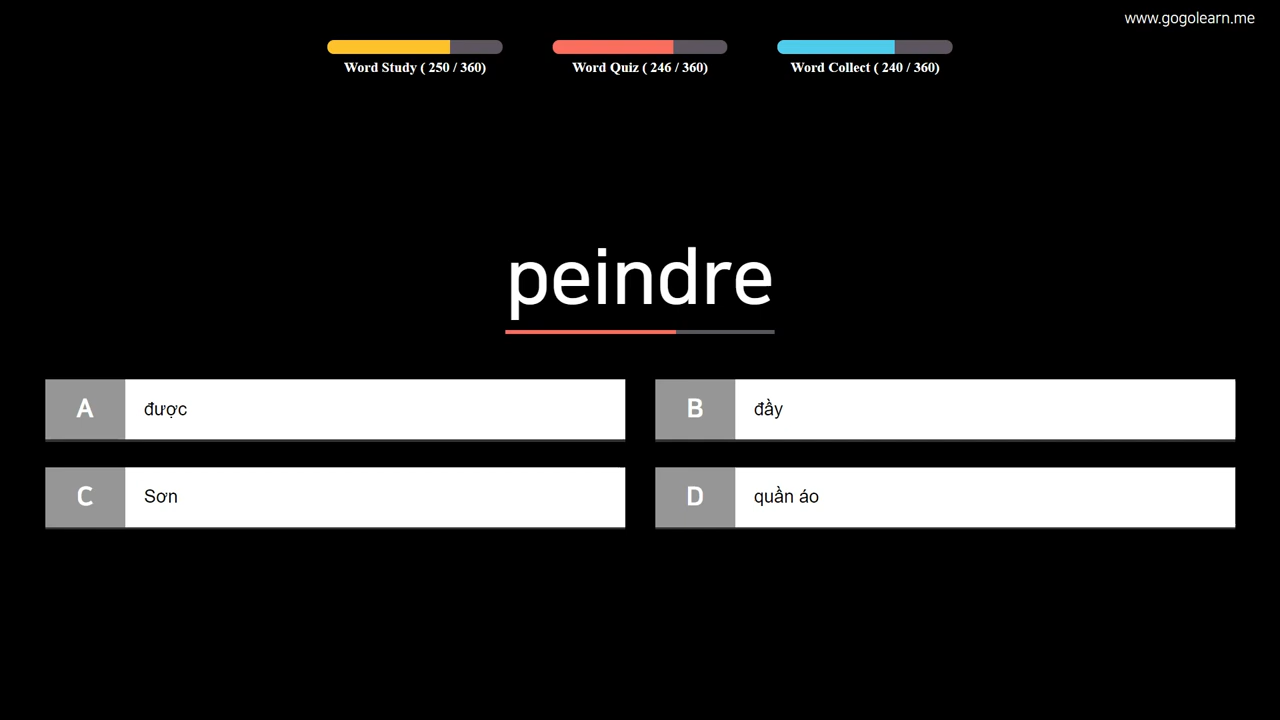 www.gogolearn.me
Word Study ( 250 / 360)
Word Quiz ( 246 / 360)
Word Collect ( 240 / 360)
peindre
A được
B đầy
C Sơn
D quần áo